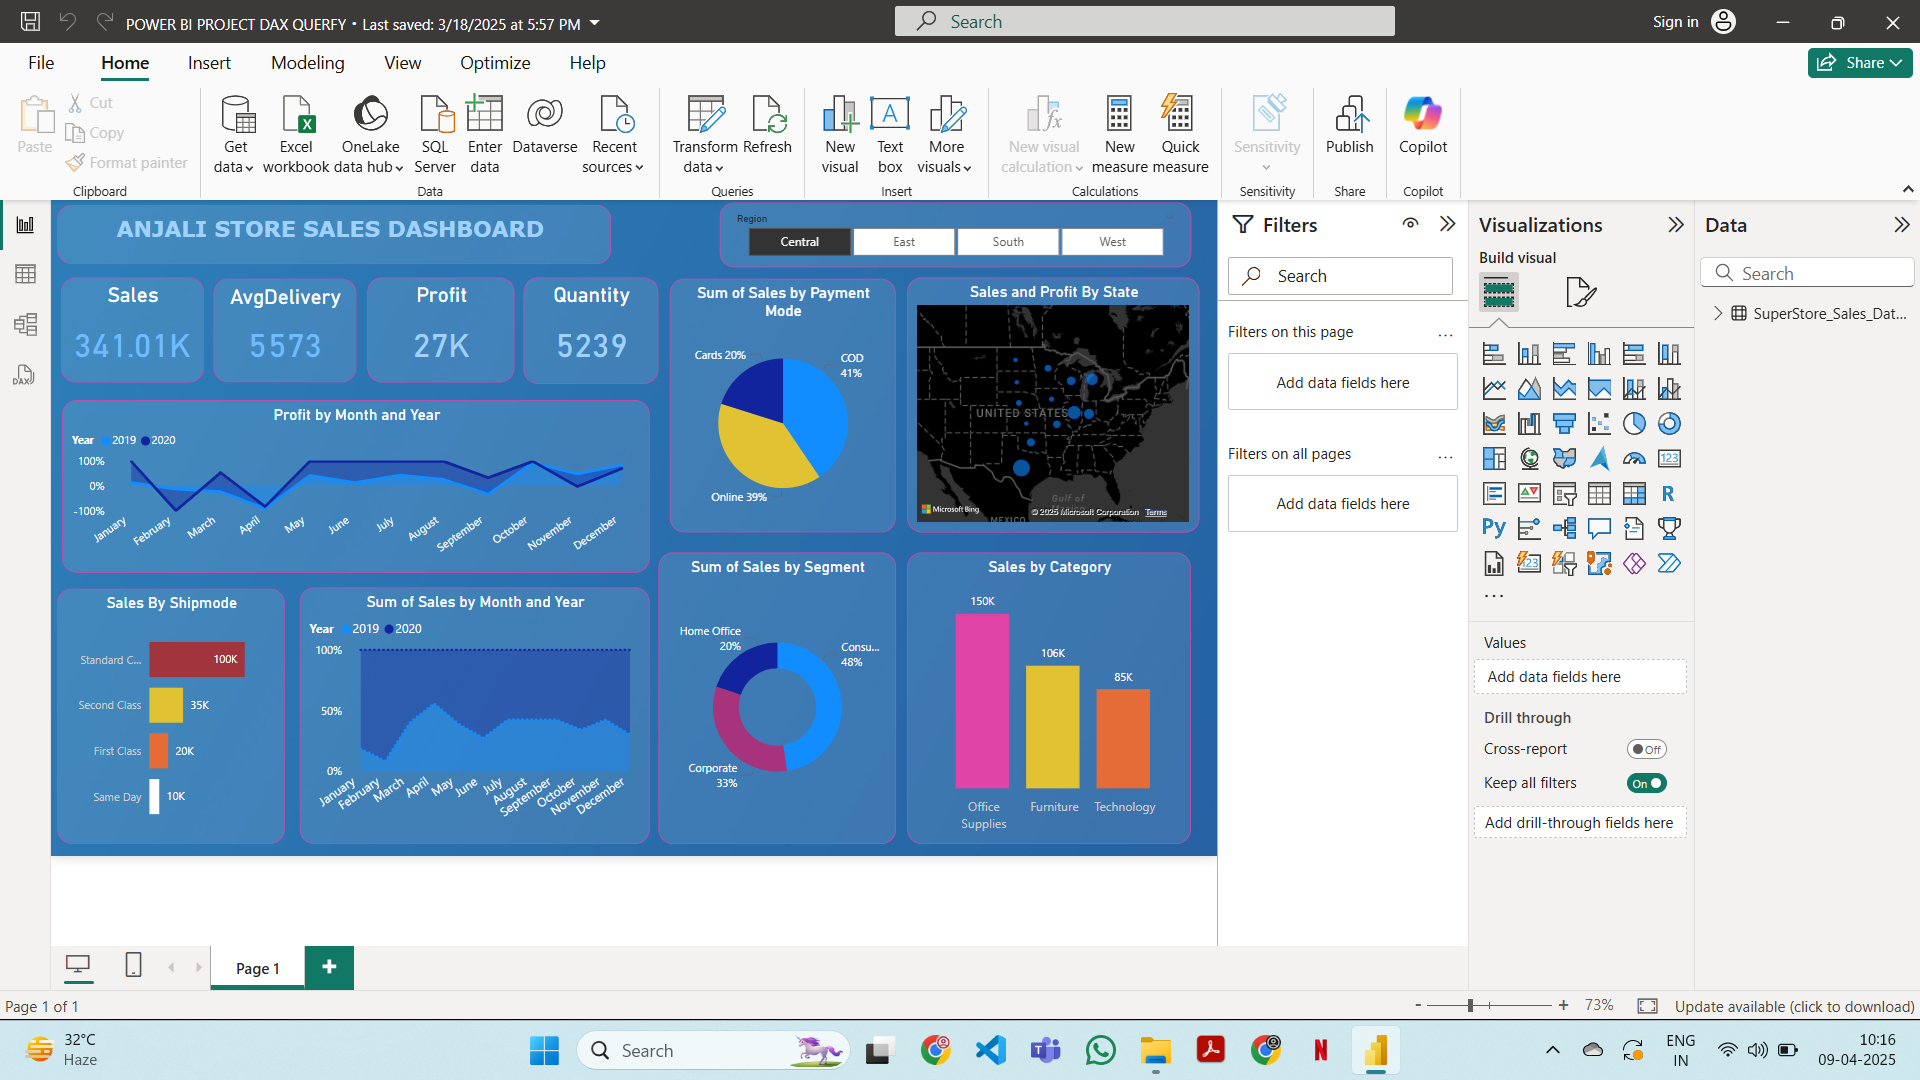 POWER BI PROJECT DAX QUERFY • Last saved: 3/18/2025 at 5:57 PM
Search
Sign in
File
Home
Insert
Modeling
View
Optimize
Help
Share
Paste
Cut
Copy
Format painter
Clipboard
Get data
Excel workbook
OneLake data hub
SQL Server
Enter data
Dataverse
Recent sources
Data
Transform data
Refresh
Queries
New visual
Text box
More visuals
Insert
New visual calculation
New measure
Quick measure
Calculations
Sensitivity
Sensitivity
Publish
Share
Copilot
Copilot
ANJALI STORE SALES DASHBOARD
Region
Central
East
South
West
Sales
341.01K
AvgDelivery
5573
Profit
27K
Quantity
5239
Sum of Sales by Payment Mode
Cards 20%
COD 41%
Online 39%
Sales and Profit By State
UNITED STATES
Gulf of
MEXICO
Microsoft Bing
© 2025 Microsoft Corporation Terms
Profit by Month and Year
Year 2019 2020
100%
0%
-100%
January
February
March
April
May
June
July
August
September
October
November
December
Sales By Shipmode
Standard C...
100K
Second Class
35K
First Class
20K
Same Day
10K
Sum of Sales by Month and Year
Year 2019 2020
100%
50%
0%
January
February
March
April
May
June
July
August
September
October
November
December
Sum of Sales by Segment
Home Office 20%
Consu... 48%
Corporate 33%
Sales by Category
150K
106K
85K
Office Supplies
Furniture
Technology
Filters
Search
Filters on this page
...
Add data fields here
Filters on all pages
...
Add data fields here
Visualizations
Build visual
123
R
Py
123
...
Values
Add data fields here
Drill through
Cross-report
Off
Keep all filters
On
Add drill-through fields here
Data
Search
SuperStore_Sales_Dat...
DAX
Page 1
+
Page 1 of 1
- + 73%
Update available (click to download)
32°C
Haze
Search
N
ENG
IN
10:16
09-04-2025